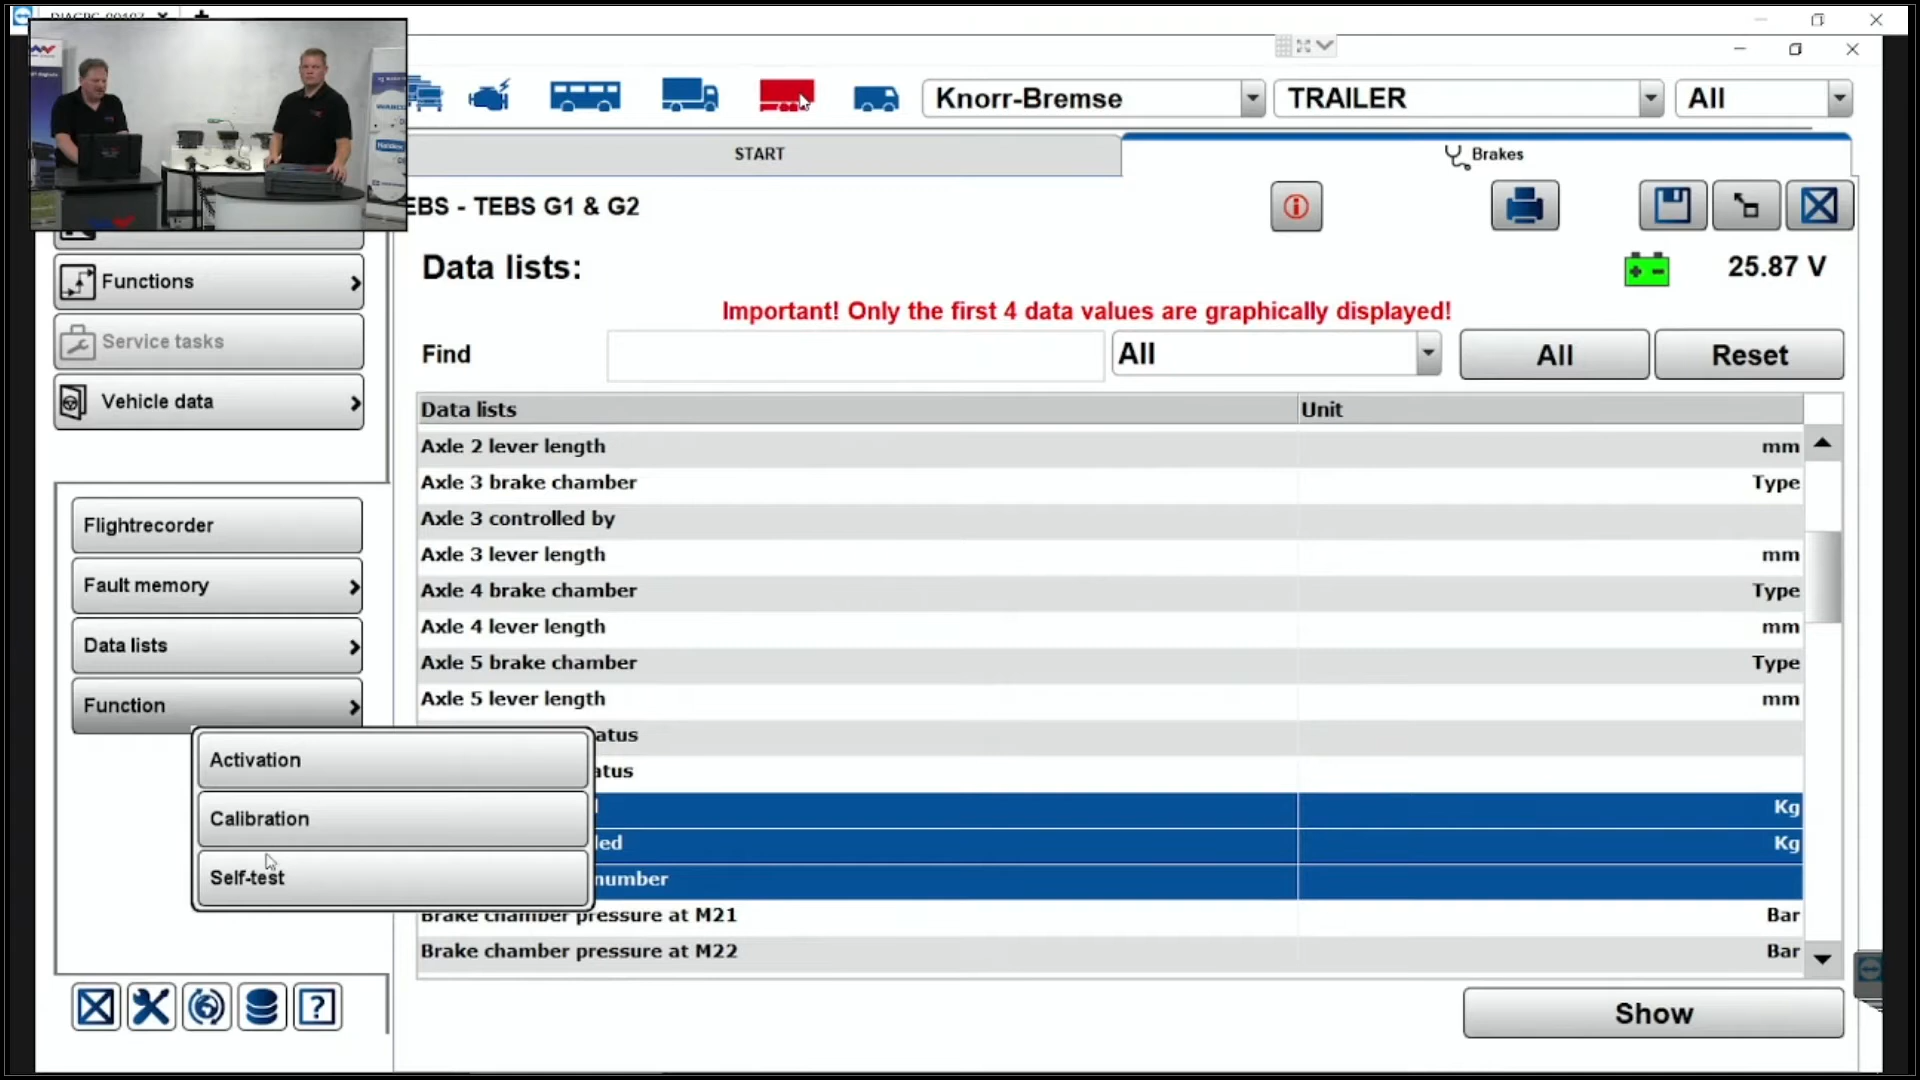 Knorr-Bremse
TRAILER
All
START
Brakes
EBS - TEBS G1 & G2
Data lists:
25.87 V
Important! Only the first 4 data values are graphically displayed!
Find
All
All
Reset
Functions
Service tasks
Vehicle data
Flightrecorder
Fault memory
Data lists
Function
Activation
Calibration
Self-test
Data lists
Unit
Axle 2 lever length
mm
Axle 3 brake chamber
Type
Axle 3 controlled by
Axle 3 lever length
mm
Axle 4 brake chamber
Type
Axle 4 lever length
mm
Axle 5 brake chamber
Type
Axle 5 lever length
mm
atus
tatus
Kg
led
Kg
number
Brake chamber pressure at M21
Bar
Brake chamber pressure at M22
Bar
Show